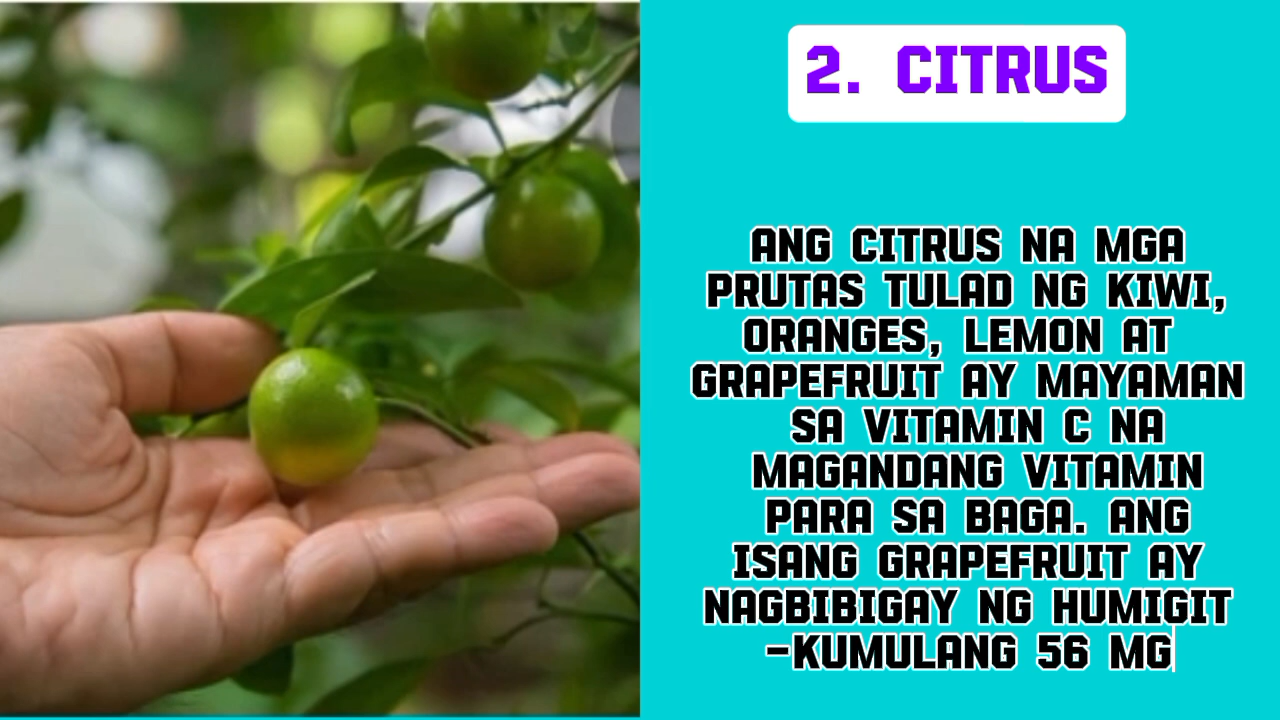 2. CITRUS
ANG CITRUS NA MGA
PRUTAS TULAD NG KIWI,
ORANGES, LEMON AT
GRAPEFRUIT AY MAYAMAN
SA VITAMIN C NA
MAGANDANG VITAMIN
PARA SA BAGA. ANG
ISANG GRAPEFRUIT AY
NAGBIBIGAY NG HUMIGIT
-KUMULANG 56 MG